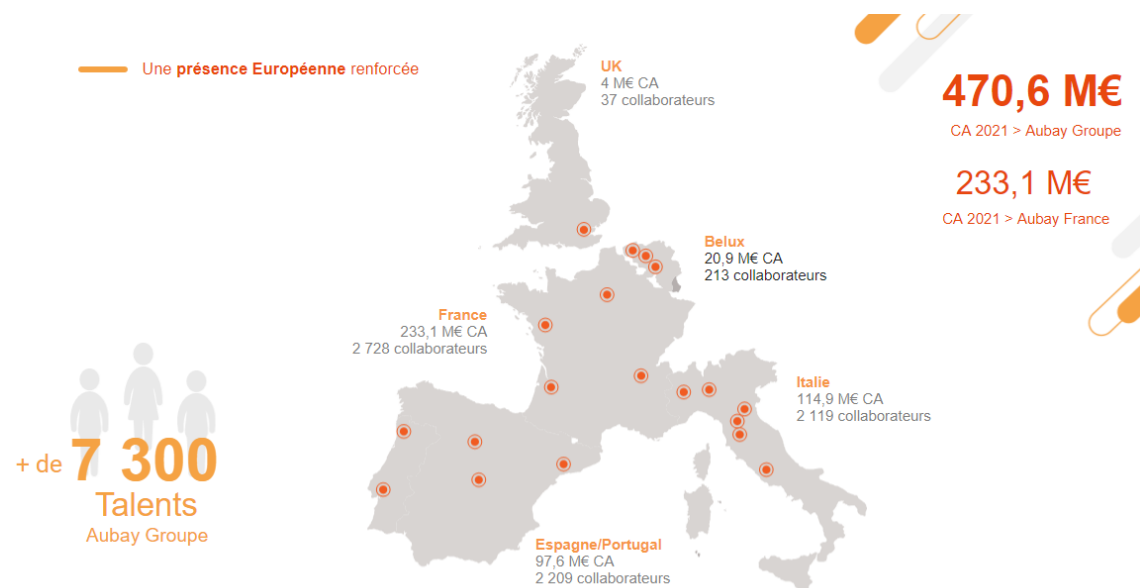 Une présence Européenne renforcée
UK
4 M€ CA
37 collaborateurs
470,6 M€
CA 2021 > Aubay Groupe
233,1 M€
CA 2021 > Aubay France
Belux
20,9 M€ CA
213 collaborateurs
France
233,1 M€ CA
2 728 collaborateurs
Italie
114,9 M€ CA
2 119 collaborateurs
+ de 7 300
Talents
Aubay Groupe
Espagne/Portugal
97,6 M€ CA
2 209 collaborateurs